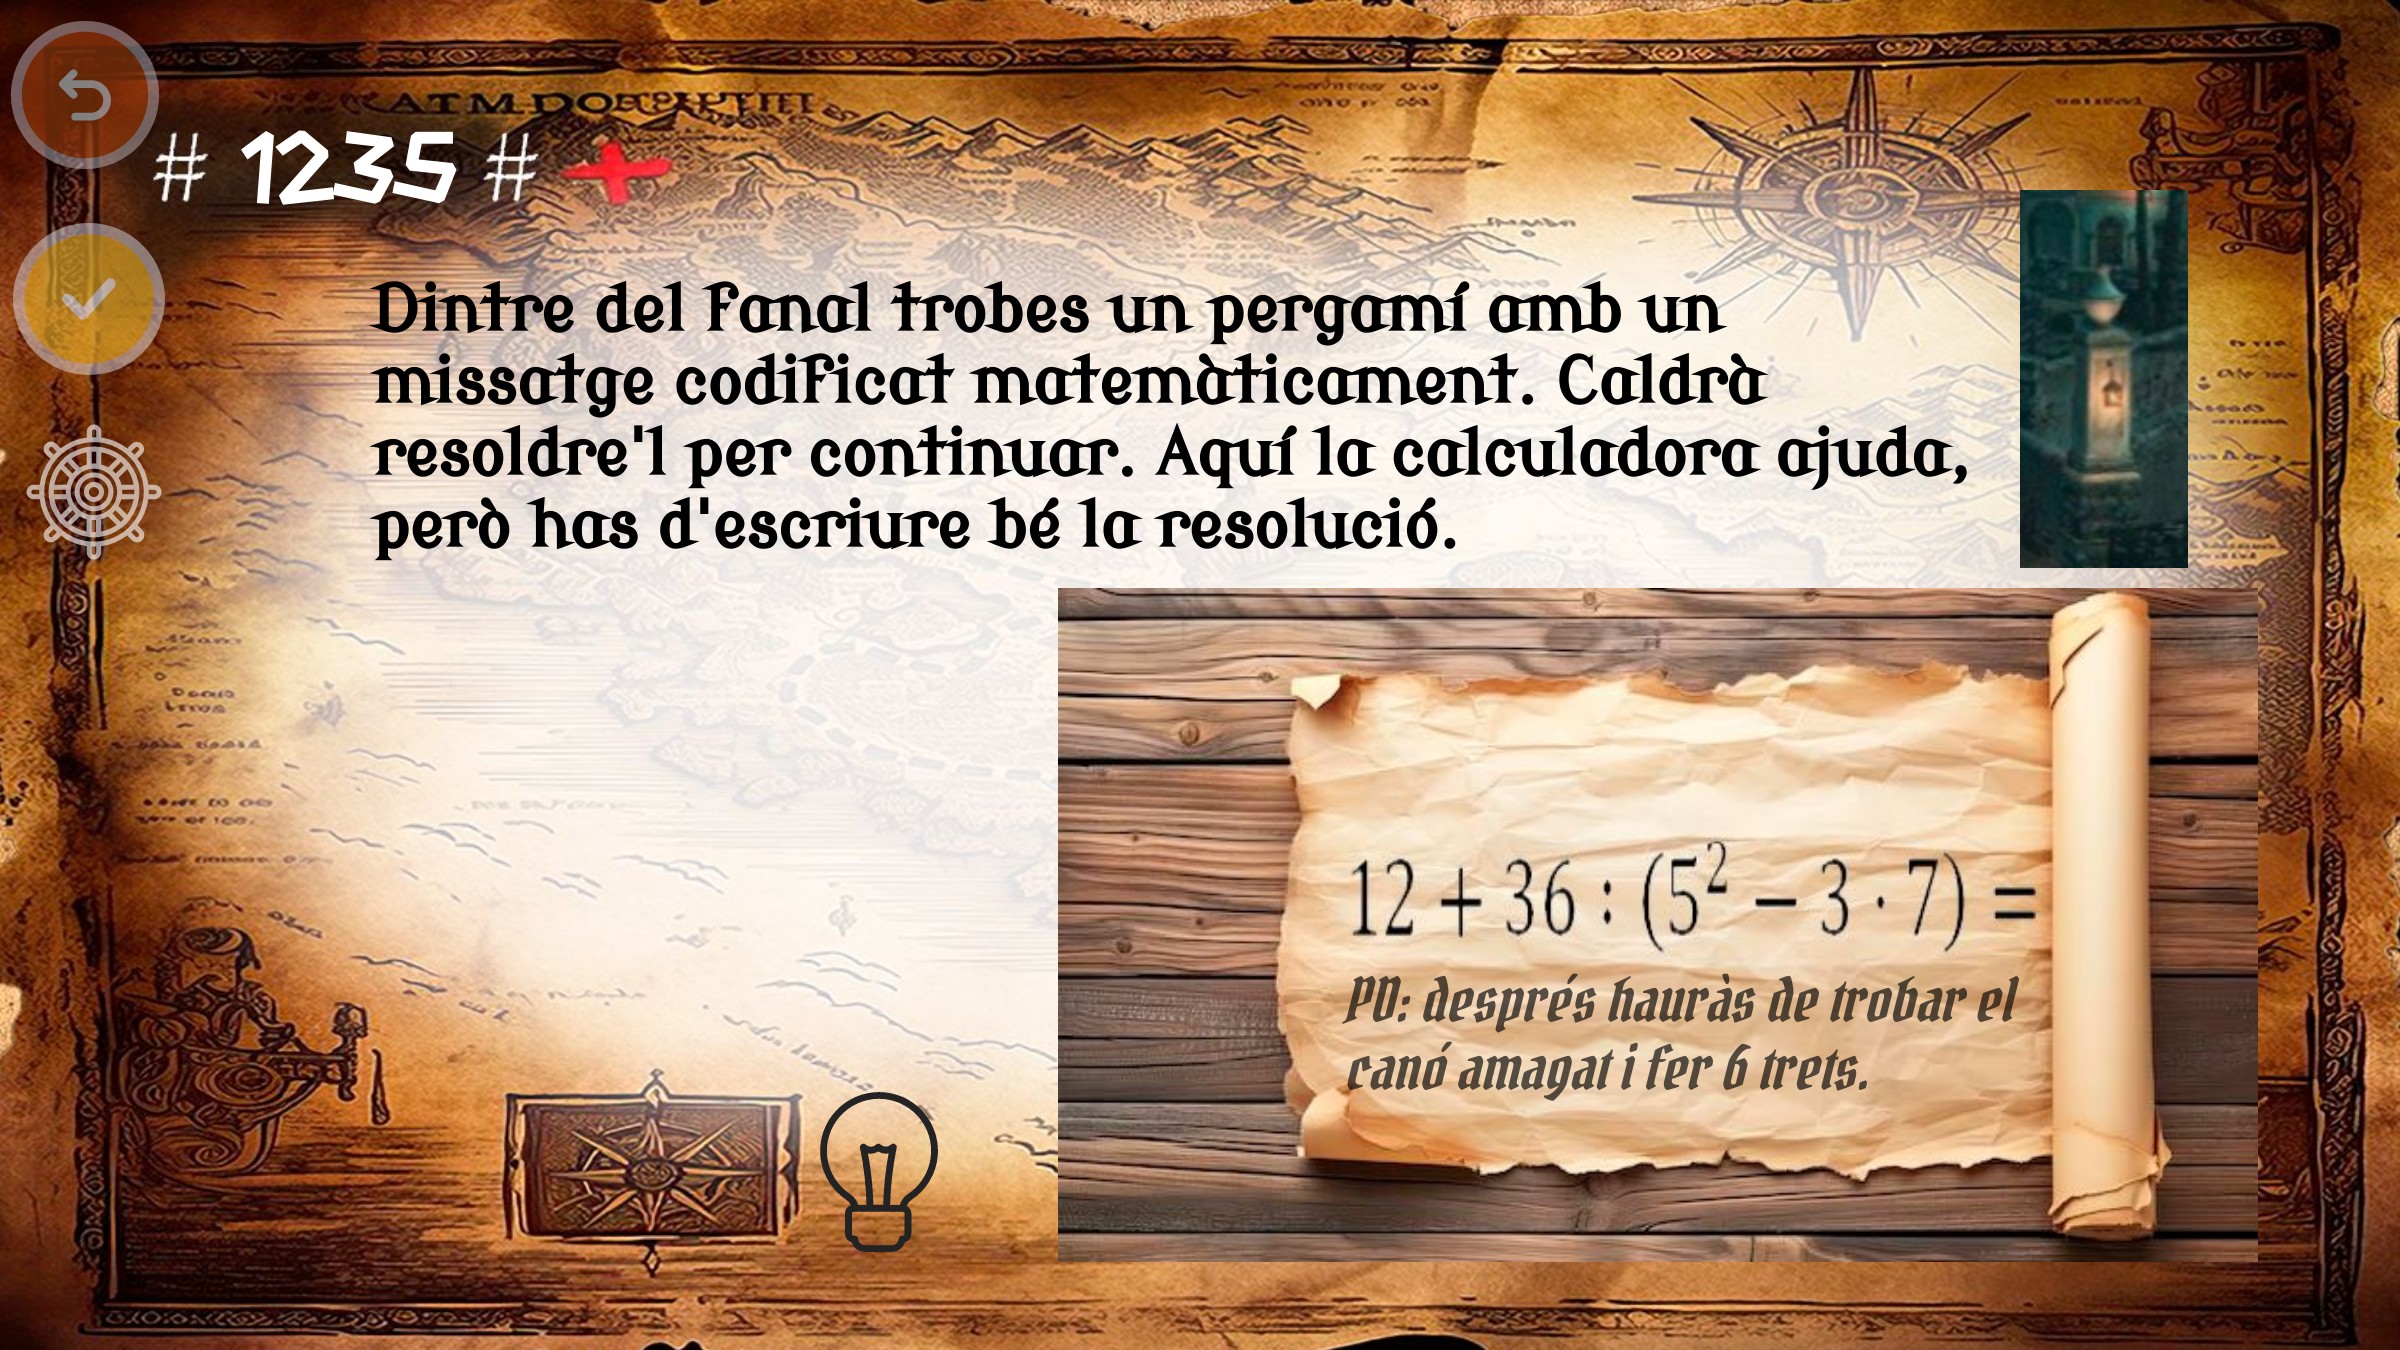 # 1235 #
Dintre del fanal trobes un pergamí amb un
missatge codificat matemàticament. Caldrà
resoldre'l per continuar. Aquí la calculadora ajuda,
però has d'escriure bé la resolució.
12 + 36 : (5² − 3 · 7) =
PD: després hauràs de trobar el
canó amagat i fer 6 trets.